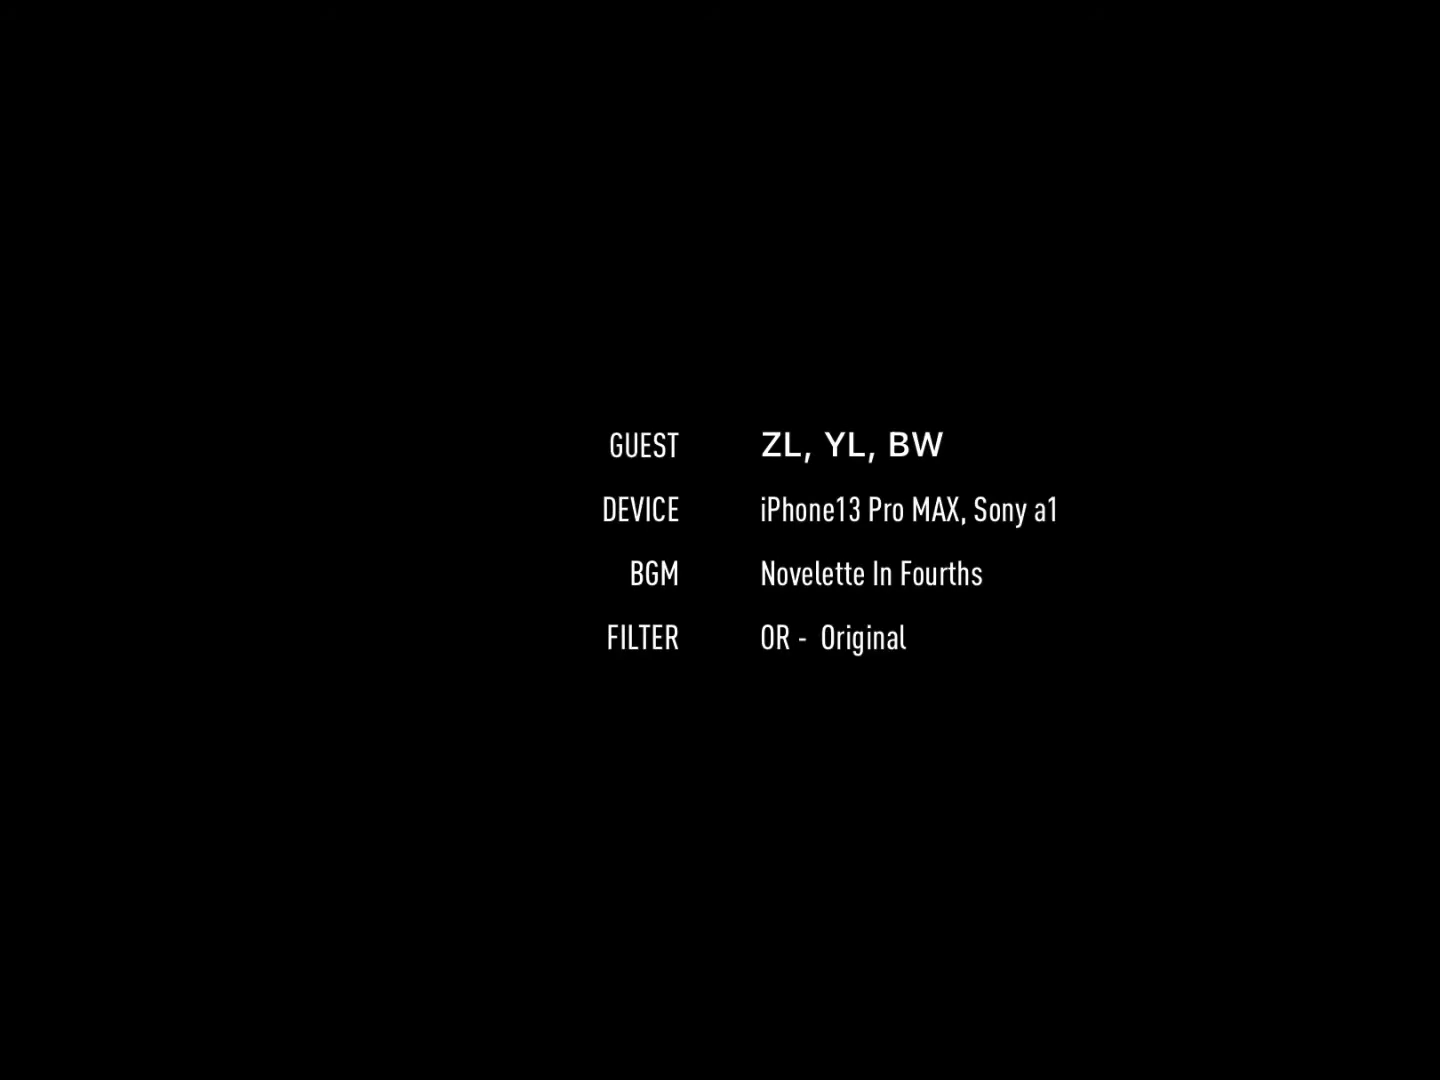 GUEST ZL, YL, BW
DEVICE iPhone13 Pro MAX, Sony a1
BGM Novelette In Fourths
FILTER OR - Original